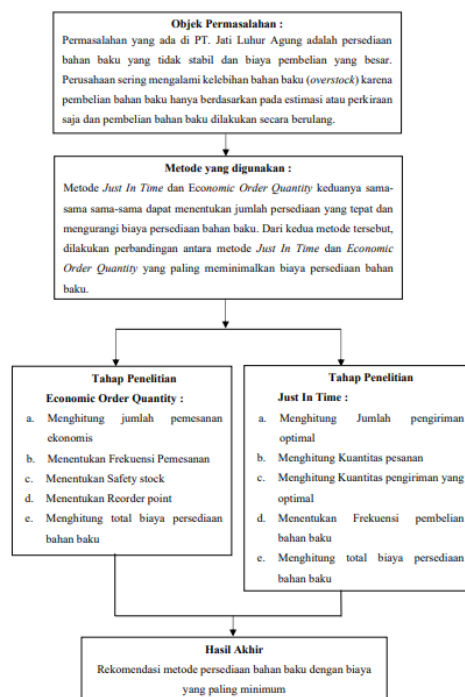 Objek Permasalahan :
Permasalahan yang ada di PT. Jati Luhur Agung adalah persediaan
bahan baku yang tidak stabil dan biaya pembelian yang besar.
Perusahaan sering mengalami kelebihan bahan baku (overstock) karena
pembelian bahan baku hanya berdasarkan pada estimasi atau perkiraan
saja dan pembelian bahan baku dilakukan secara berulang.
Metode yang digunakan :
Metode Just In Time dan Economic Order Quantity keduanya sama-
sama sama-sama dapat menentukan jumlah persediaan yang tepat dan
mengurangi biaya persediaan bahan baku. Dari kedua metode tersebut,
dilakukan perbandingan antara metode Just In Time dan Economic
Order Quantity yang paling meminimalkan biaya persediaan bahan
baku.
Tahap Penelitian
Economic Order Quantity :
a. Menghitung jumlah pemesanan
ekonomis
b. Menentukan Frekuensi Pemesanan
c. Menentukan Safety stock
d. Menentukan Reorder point
e. Menghitung total biaya persediaan
bahan baku
Tahap Penelitian
Just In Time :
a. Menghitung Jumlah pengiriman
optimal
b. Menghitung Kuantitas pesanan
c. Menghitung Kuantitas pengiriman yang
optimal
d. Menentukan Frekuensi pembelian
bahan baku
e. Menghitung total biaya persediaan
bahan baku
Hasil Akhir
Rekomendasi metode persediaan bahan baku dengan biaya
yang paling minimum